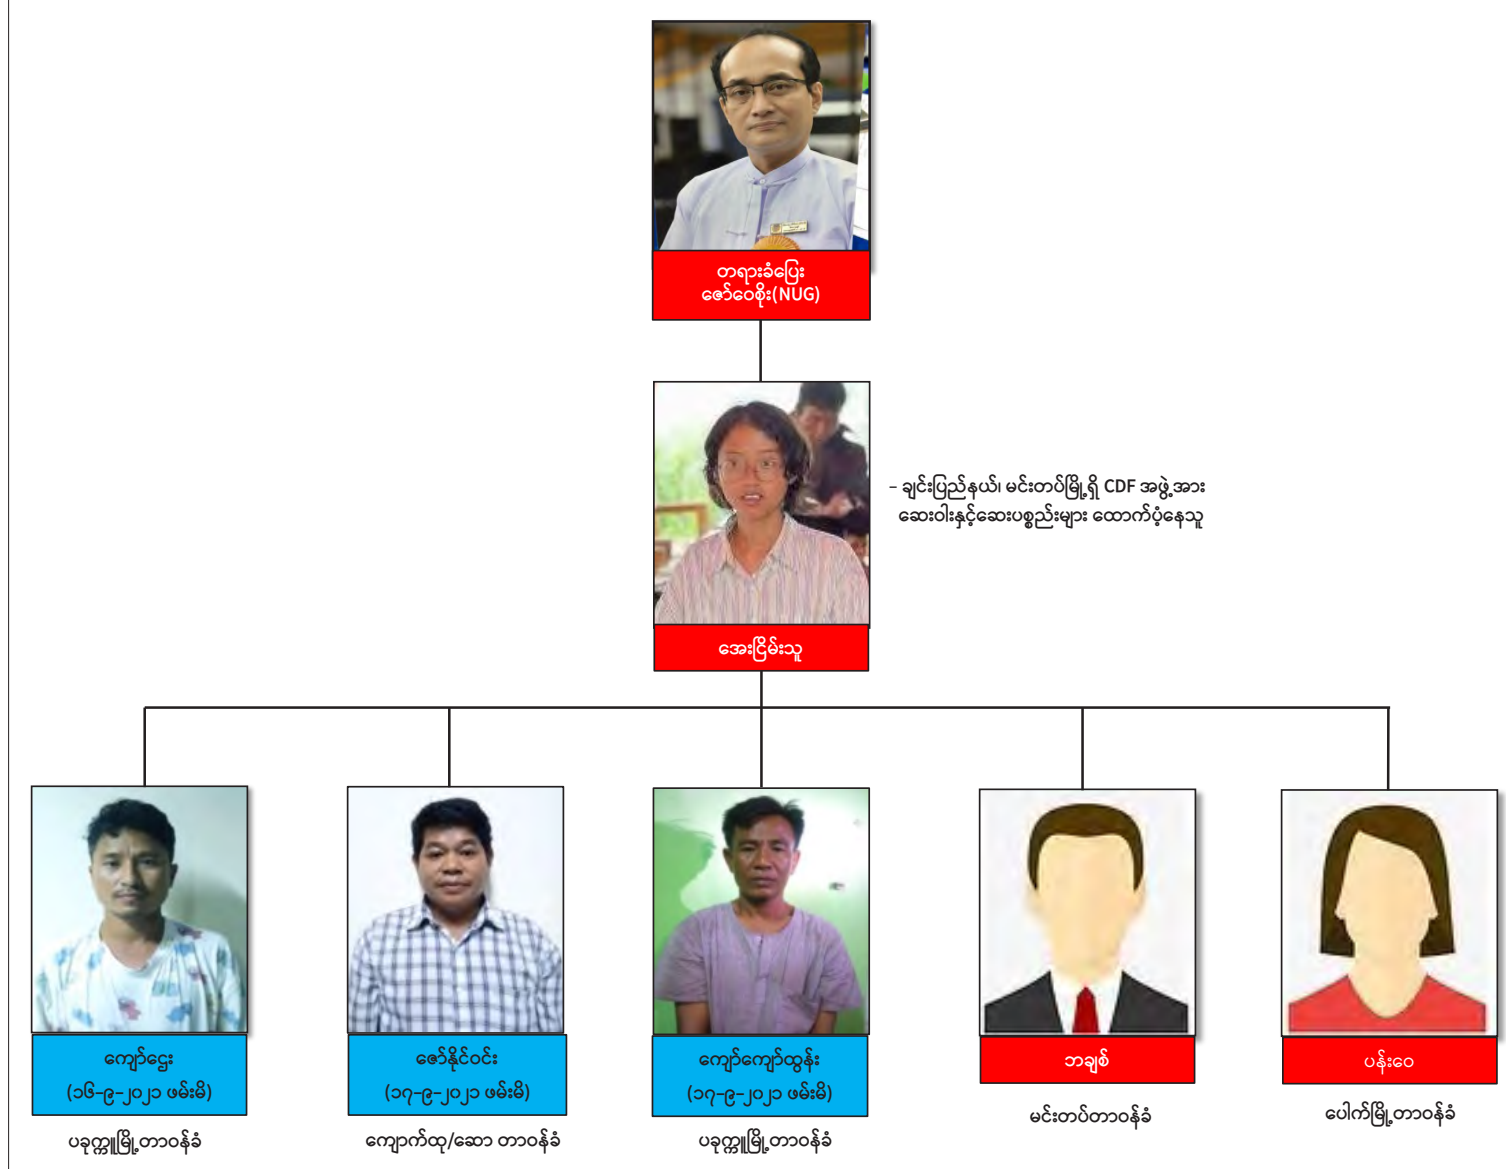 တရားခံပြေး
ဇော်ဝေစိုး(NUG)
– ချင်းပြည်နယ်၊ မင်းတပ်မြို့ရှိ CDF အဖွဲ့အား
ဆေးဝါးနှင့်ဆေးပစ္စည်းများ ထောက်ပံ့နေသူ
အေးငြိမ်းသူ
ကျော်ဌေး
(၁၆-၉-၂၀၂၁ ဖမ်းမိ)
ပခုက္ကူမြို့တာဝန်ခံ
ဇော်နိုင်ဝင်း
(၁၇-၉-၂၀၂၁ ဖမ်းမိ)
ကျောက်ထု/ဆော တာဝန်ခံ
ကျော်ကျော်ထွန်း
(၁၇-၉-၂၀၂၁ ဖမ်းမိ)
ပခုက္ကူမြို့တာဝန်ခံ
ဘချစ်
မင်းတပ်တာဝန်ခံ
ပန်းဝေ
ပေါက်မြို့တာဝန်ခံ